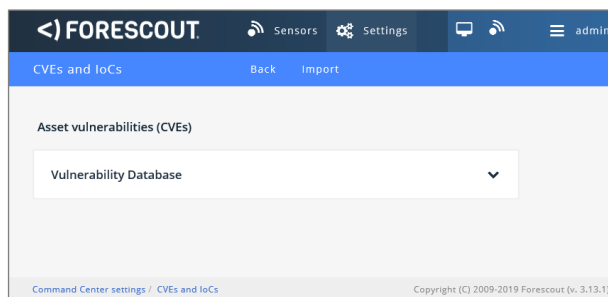 <) FORESCOUT. Sensors Settings admin
CVEs and IoCs Back Import
Asset vulnerabilities (CVEs)
Vulnerability Database
Command Center settings / CVEs and IoCs Copyright (C) 2009-2019 Forescout (v. 3.13.1)